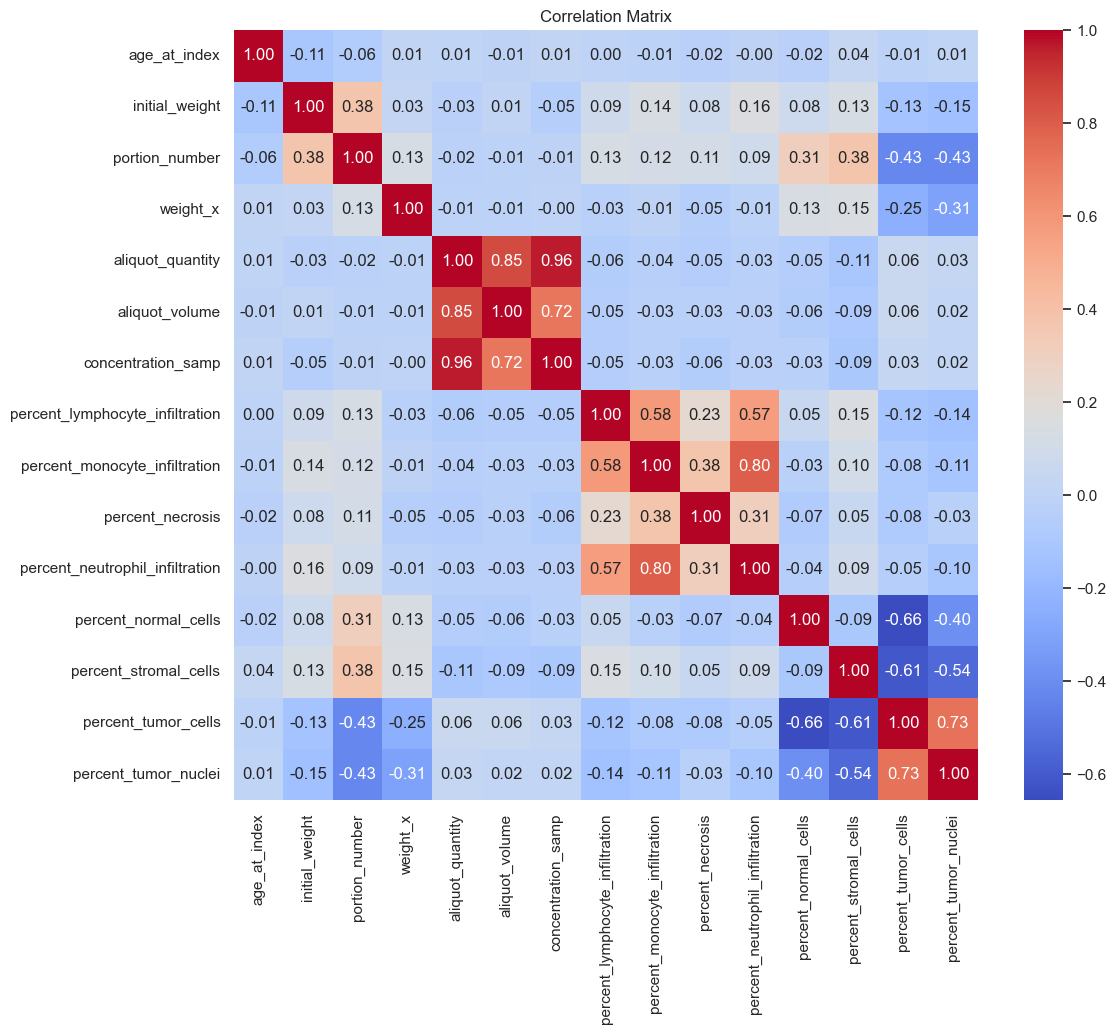 Correlation Matrix
age_at_index 1.00 -0.11 -0.06 0.01 0.01 -0.01 0.01 0.00 -0.01 -0.02 -0.00 -0.02 0.04 -0.01 0.01
initial_weight -0.11 1.00 0.38 0.03 -0.03 0.01 -0.05 0.09 0.14 0.08 0.16 0.08 0.13 -0.13 -0.15
portion_number -0.06 0.38 1.00 0.13 -0.02 -0.01 -0.01 0.13 0.12 0.11 0.09 0.31 0.38 -0.43 -0.43
weight_x 0.01 0.03 0.13 1.00 -0.01 -0.01 -0.00 -0.03 -0.01 -0.05 -0.01 0.13 0.15 -0.25 -0.31
aliquot_quantity 0.01 -0.03 -0.02 -0.01 1.00 0.85 0.96 -0.06 -0.04 -0.05 -0.03 -0.05 -0.11 0.06 0.03
aliquot_volume -0.01 0.01 -0.01 -0.01 0.85 1.00 0.72 -0.05 -0.03 -0.03 -0.03 -0.06 -0.09 0.06 0.02
concentration_samp 0.01 -0.05 -0.01 -0.00 0.96 0.72 1.00 -0.05 -0.03 -0.06 -0.03 -0.03 -0.09 0.03 0.02
percent_lymphocyte_infiltration 0.00 0.09 0.13 -0.03 -0.06 -0.05 -0.05 1.00 0.58 0.23 0.57 0.05 0.15 -0.12 -0.14
percent_monocyte_infiltration -0.01 0.14 0.12 -0.01 -0.04 -0.03 -0.03 0.58 1.00 0.38 0.80 -0.03 0.10 -0.08 -0.11
percent_necrosis -0.02 0.08 0.11 -0.05 -0.05 -0.03 -0.06 0.23 0.38 1.00 0.31 -0.07 0.05 -0.08 -0.03
percent_neutrophil_infiltration -0.00 0.16 0.09 -0.01 -0.03 -0.03 -0.03 0.57 0.80 0.31 1.00 -0.04 0.09 -0.05 -0.10
percent_normal_cells -0.02 0.08 0.31 0.13 -0.05 -0.06 -0.03 0.05 -0.03 -0.07 -0.04 1.00 -0.09 -0.66 -0.40
percent_stromal_cells 0.04 0.13 0.38 0.15 -0.11 -0.09 -0.09 0.15 0.10 0.05 0.09 -0.09 1.00 -0.61 -0.54
percent_tumor_cells -0.01 -0.13 -0.43 -0.25 0.06 0.06 0.03 -0.12 -0.08 -0.08 -0.05 -0.66 -0.61 1.00 0.73
percent_tumor_nuclei 0.01 -0.15 -0.43 -0.31 0.03 0.02 0.02 -0.14 -0.11 -0.03 -0.10 -0.40 -0.54 0.73 1.00
age_at_index
initial_weight
portion_number
weight_x
aliquot_quantity
aliquot_volume
concentration_samp
percent_lymphocyte_infiltration
percent_monocyte_infiltration
percent_necrosis
percent_neutrophil_infiltration
percent_normal_cells
percent_stromal_cells
percent_tumor_cells
percent_tumor_nuclei
1.0
0.8
0.6
0.4
0.2
0.0
−0.2
−0.4
−0.6